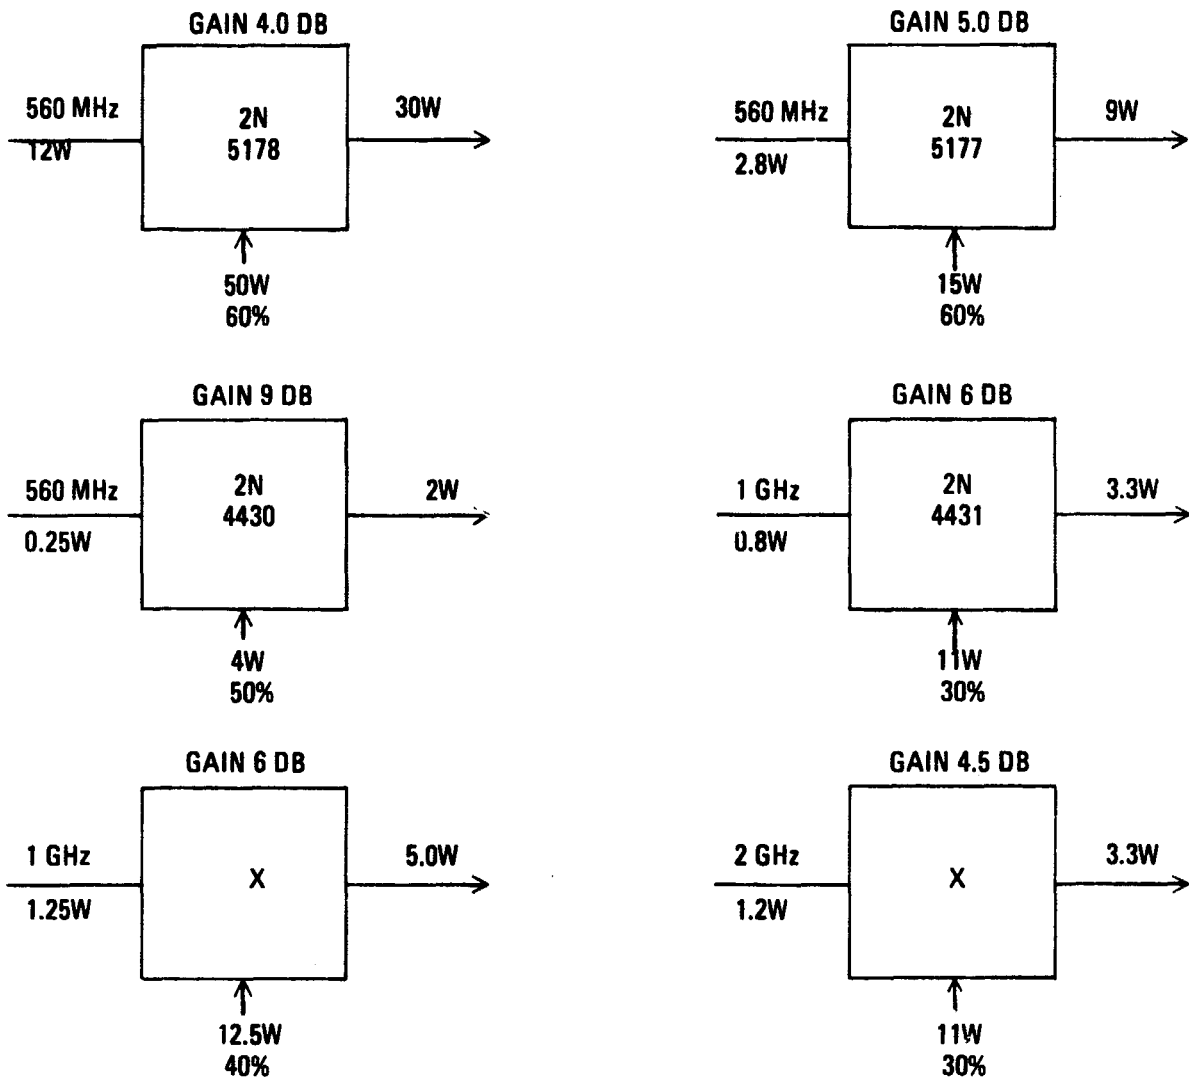 GAIN 4.0 DB
560 MHz
12W
2N
5178
30W
50W
60%
GAIN 5.0 DB
560 MHz
2.8W
2N
5177
9W
15W
60%
GAIN 9 DB
560 MHz
0.25W
2N
4430
2W
4W
50%
GAIN 6 DB
1 GHz
0.8W
2N
4431
3.3W
11W
30%
GAIN 6 DB
1 GHz
1.25W
X
5.0W
12.5W
40%
GAIN 4.5 DB
2 GHz
1.2W
X
3.3W
11W
30%